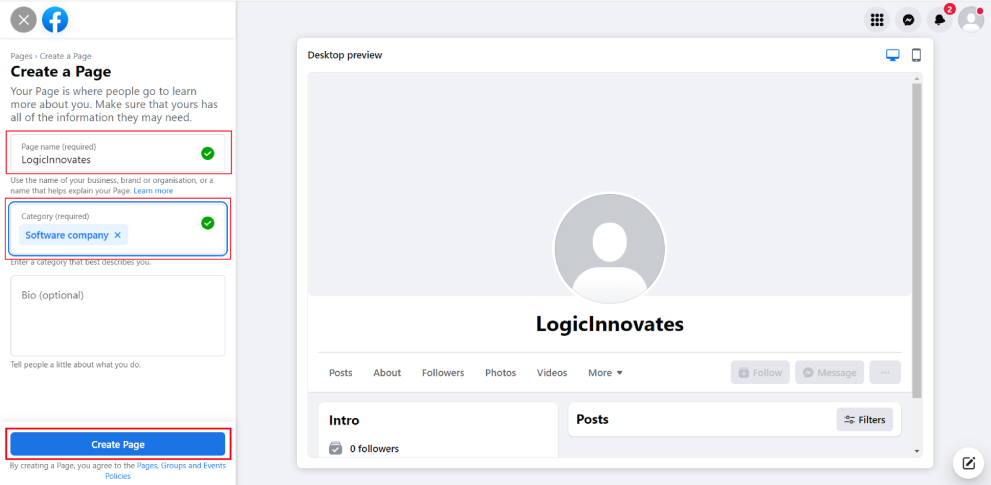 2
Pages › Create a Page
Create a Page
Your Page is where people go to learn
more about you. Make sure that yours has
all of the information they may need.
Page name (required)
LogicInnovates
Use the name of your business, brand or organisation, or a
name that helps explain your Page. Learn more
Category (required)
Software company ×
Enter a category that best describes you.
Bio (optional)
Tell people a little about what you do.
Create Page
By creating a Page, you agree to the Pages, Groups and Events
Policies
Desktop preview
LogicInnovates
Posts About Followers Photos Videos More Follow Message ...
Intro
0 followers
Posts
Filters